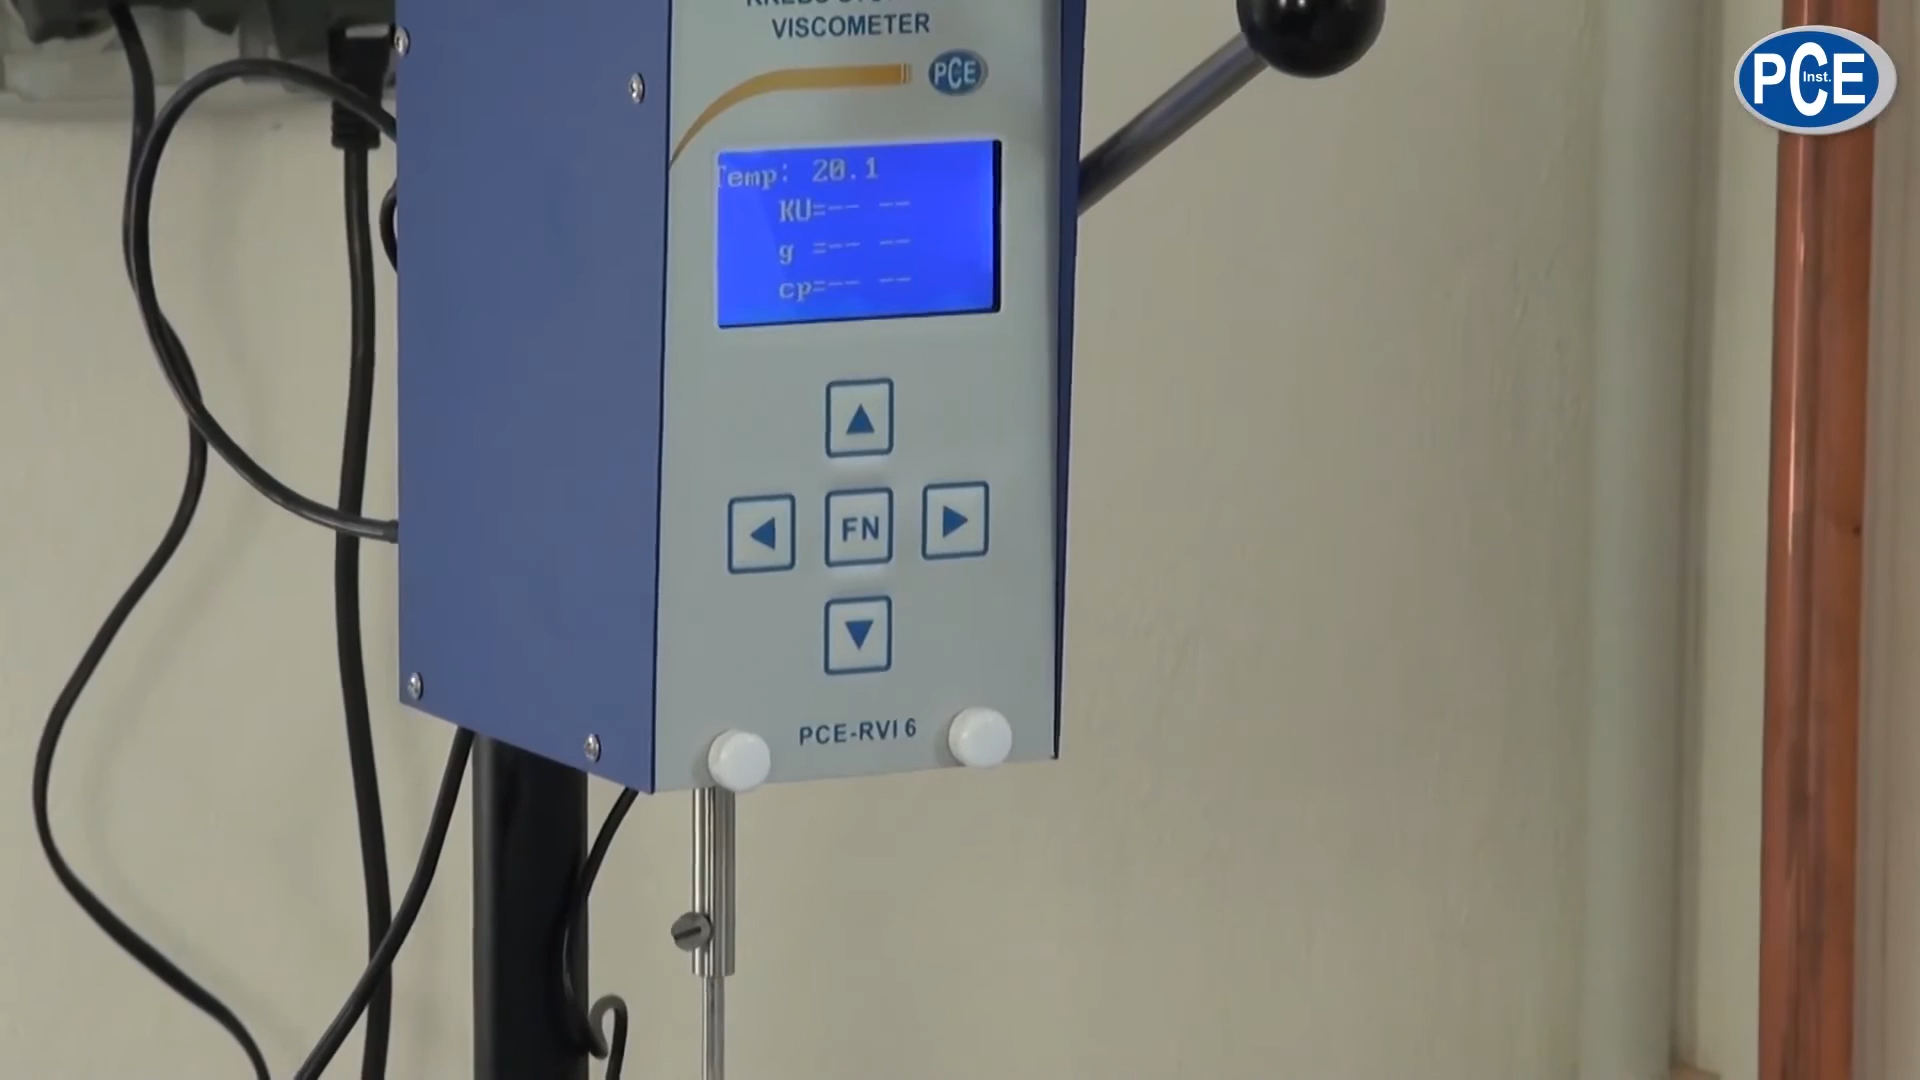 VISCOMETER
PCE
Temp: 20.1
KU=-- --
g =-- --
cp=-- --
FN
PCE-RVI 6
PCE
Inst.